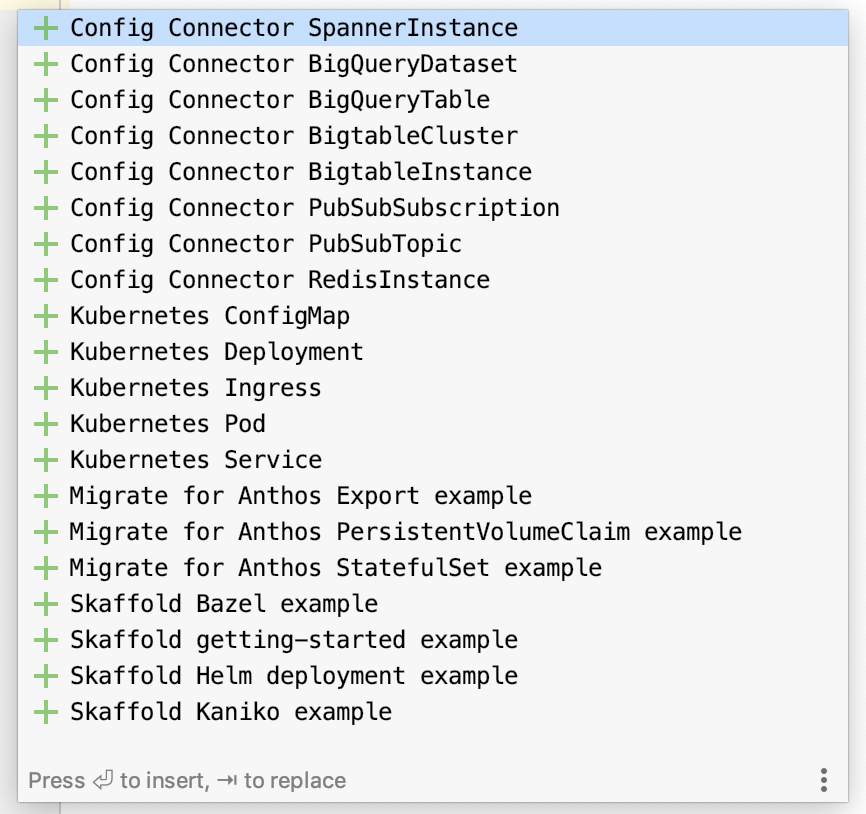 Config Connector SpannerInstance
Config Connector BigQueryDataset
Config Connector BigQueryTable
Config Connector BigtableCluster
Config Connector BigtableInstance
Config Connector PubSubSubscription
Config Connector PubSubTopic
Config Connector RedisInstance
Kubernetes ConfigMap
Kubernetes Deployment
Kubernetes Ingress
Kubernetes Pod
Kubernetes Service
Migrate for Anthos Export example
Migrate for Anthos PersistentVolumeClaim example
Migrate for Anthos StatefulSet example
Skaffold Bazel example
Skaffold getting-started example
Skaffold Helm deployment example
Skaffold Kaniko example
Press ⏎ to insert, ⇥ to replace